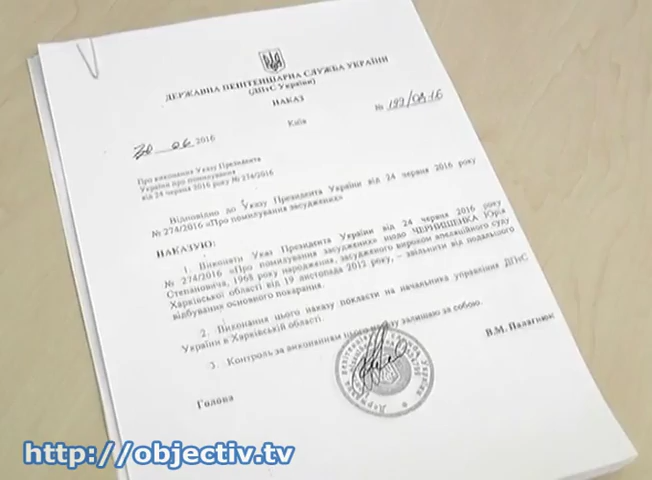 ДЕРЖАВНА ПЕНІТЕНЦІАРНА СЛУЖБА УКРАЇНИ
(ДПтС України)
НАКАЗ
Київ
№ 199/ОД-16
30 06 2016
Про виконання Указу Президента
України про помилування
від 24 червня 2016 року № 274/2016
Відповідно до Указу Президента України від 24 червня 2016 року
№ 274/2016 «Про помилування засуджених»
НАКАЗУЮ:
1. Виконати Указ Президента України від 24 червня 2016 року
№ 274/2016 «Про помилування засуджених» щодо ЧЕРНИШЕНКА Юрія
Степановича, 1968 року народження, засудженого вироком апеляційного суду
Харківської області від 19 листопада 2012 року, – звільнити від подальшого
відбування основного покарання.
2. Виконання цього наказу покласти на начальника управління ДПтС
України в Харківській області.
3. Контроль за виконанням цього наказу залишаю за собою.
Голова
В.М. Палагнюк
http://objectiv.tv